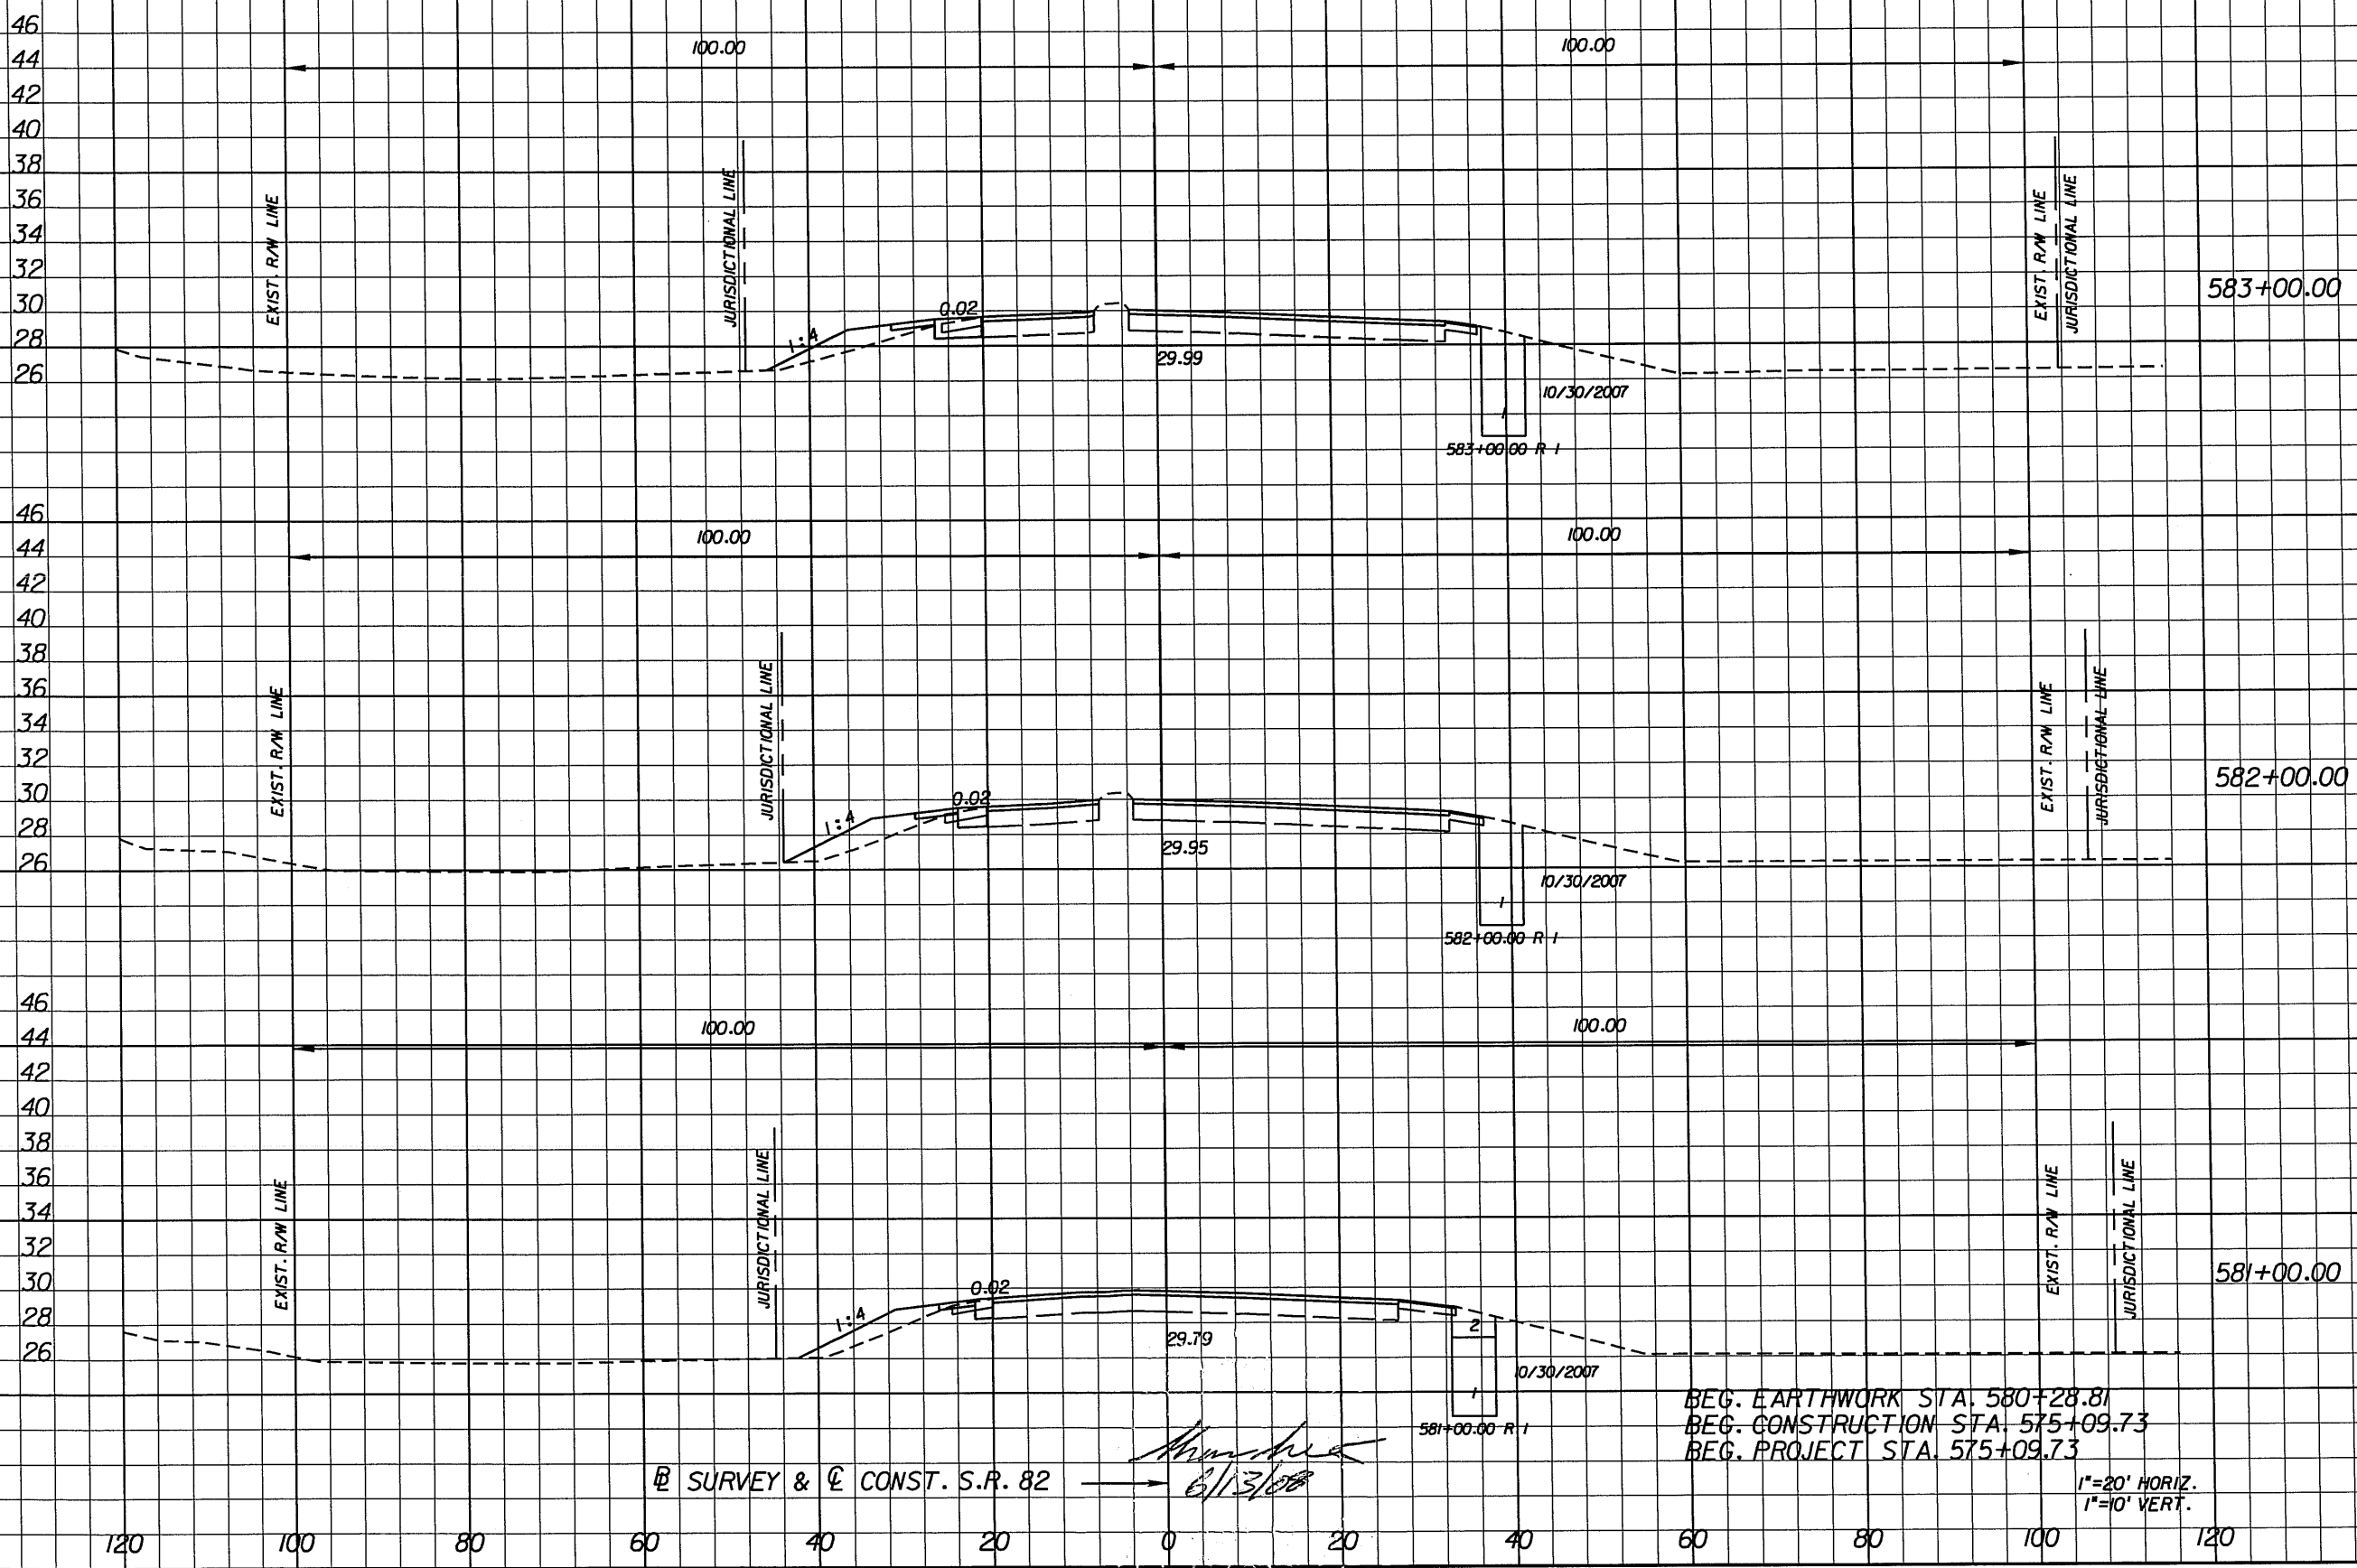 46
100.00 100.00
44
42
40
38
36
34
32
30
28
26
EXIST. R/W LINE
JURISDICTIONAL LINE
1:4
0.02
29.99
EXIST. R/W LINE
JURISDICTIONAL LINE
583+00.00
10/30/2007
1
583+00.00 R 1
46
100.00 100.00
44
42
40
38
36
34
32
30
28
26
EXIST. R/W LINE
JURISDICTIONAL LINE
1:4
0.02
29.95
EXIST. R/W LINE
JURISDICTIONAL LINE
582+00.00
10/30/2007
1
582+00.00 R 1
46
100.00 100.00
44
42
40
38
36
34
32
30
28
26
EXIST. R/W LINE
JURISDICTIONAL LINE
1:4
0.02
29.79
EXIST. R/W LINE
JURISDICTIONAL LINE
581+00.00
2
10/30/2007
1
581+00.00 R 1
BEG. EARTHWORK STA. 580+28.81
BEG. CONSTRUCTION STA. 575+09.73
BEG. PROJECT STA. 575+09.73
℄ SURVEY & ℄ CONST. S.R. 82
6/13/08
1"=20' HORIZ.
1"=10' VERT.
120 100 80 60 40 20 0 20 40 60 80 100 120